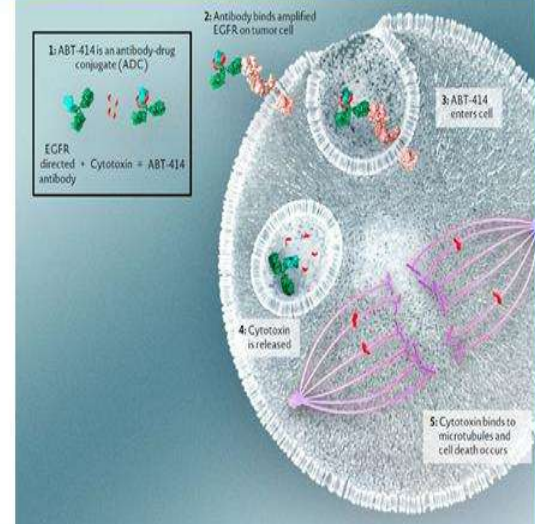 1: ABT-414 is an antibody-drug
conjugate (ADC)
EGFR
directed + Cytotoxin = ABT-414
antibody
2: Antibody binds amplified
EGFR on tumor cell
3: ABT-414
enters cell
4: Cytotoxin
is released
5: Cytotoxin binds to
microtubules and
cell death occurs